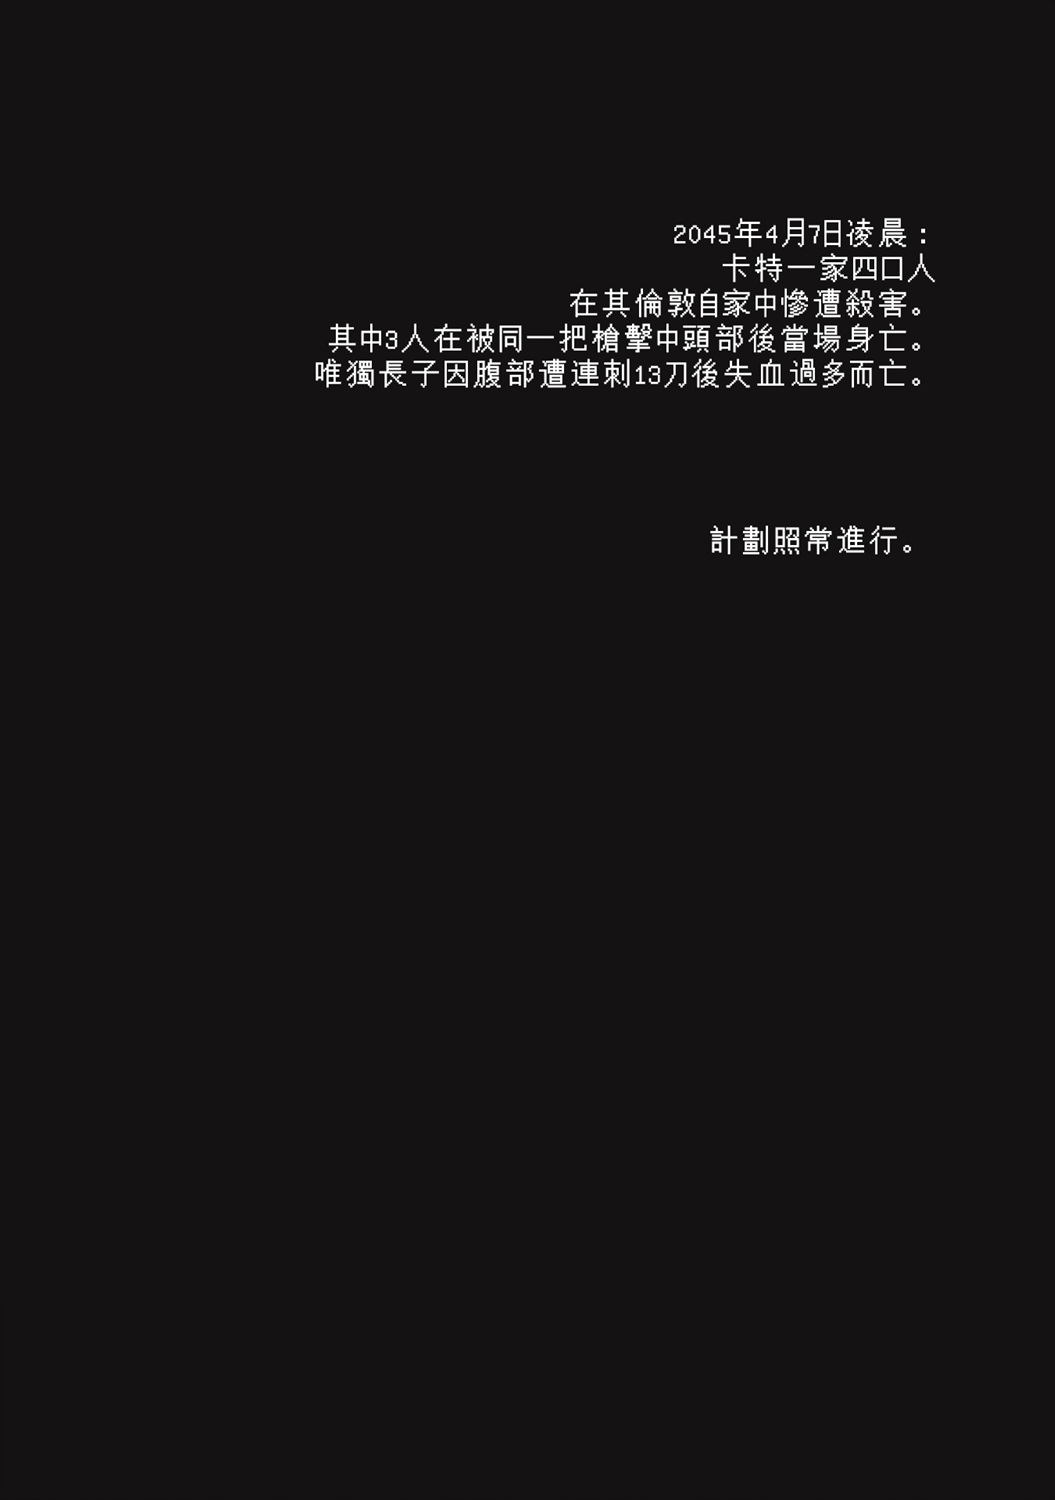 2045年4月7日凌晨：
卡特一家四口人
在其倫敦自家中慘遭殺害。
其中3人在被同一把槍擊中頭部後當場身亡。
唯獨長子因腹部遭連刺13刀後失血過多而亡。
計劃照常進行。